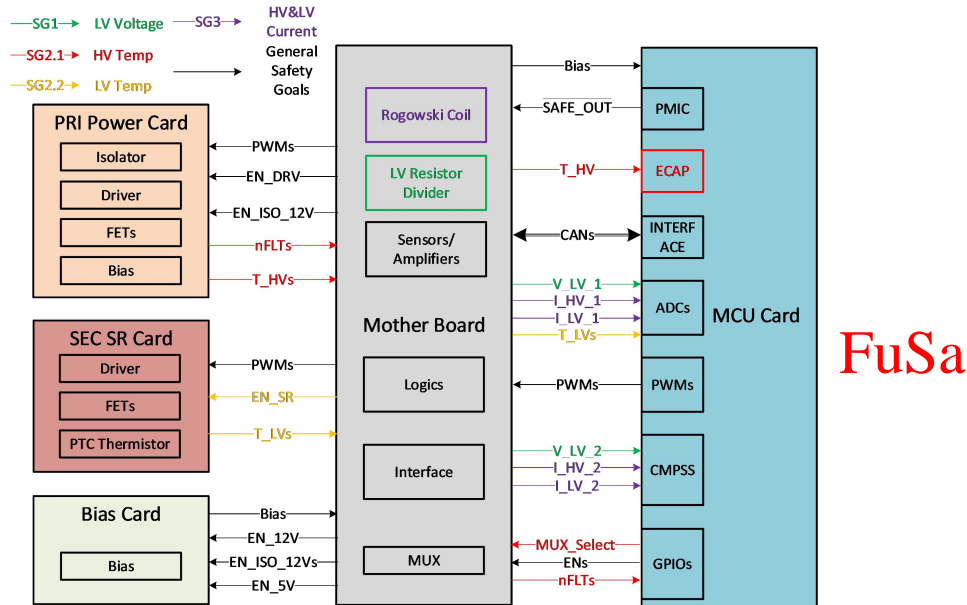 SG1 LV Voltage
SG2.1 HV Temp
SG2.2 LV Temp
SG3 HV&LV
Current
General
Safety
Goals
PRI Power Card
Isolator
Driver
FETs
Bias
PWMs
EN_DRV
EN_ISO_12V
nFLTs
T_HVs
SEC SR Card
Driver
FETs
PTC Thermistor
PWMs
EN_SR
T_LVs
Bias Card
Bias
Bias
EN_12V
EN_ISO_12Vs
EN_5V
Rogowski Coil
LV Resistor
Divider
Sensors/
Amplifiers
Mother Board
Logics
Interface
MUX
Bias
SAFE_OUT
T_HV
CANs
V_LV_1
I_HV_1
I_LV_1
T_LVs
PWMs
V_LV_2
I_HV_2
I_LV_2
MUX_Select
ENs
nFLTs
PMIC
ECAP
INTERF
ACE
ADCs
PWMs
CMPSS
GPIOs
MCU Card
FuSa